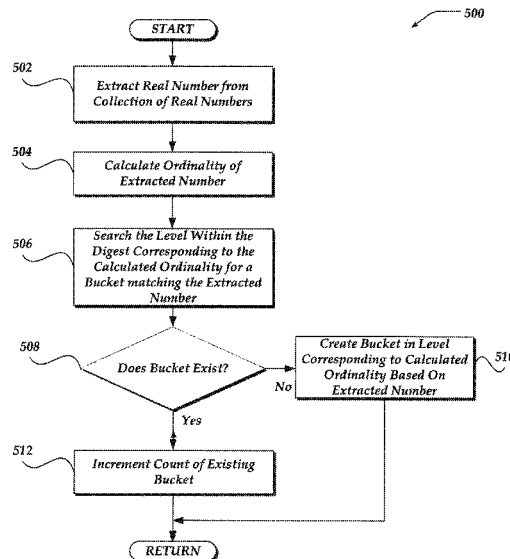 500
START
502
Extract Real Number from
Collection of Real Numbers
504
Calculate Ordinality of
Extracted Number
506
Search the Level Within the
Digest Corresponding to the
Calculated Ordinality for a
Bucket matching the Extracted
Number
508
Does Bucket Exist?
No
Create Bucket in Level
Corresponding to Calculated
Ordinality Based On
Extracted Number
510
Yes
512
Increment Count of Existing
Bucket
RETURN